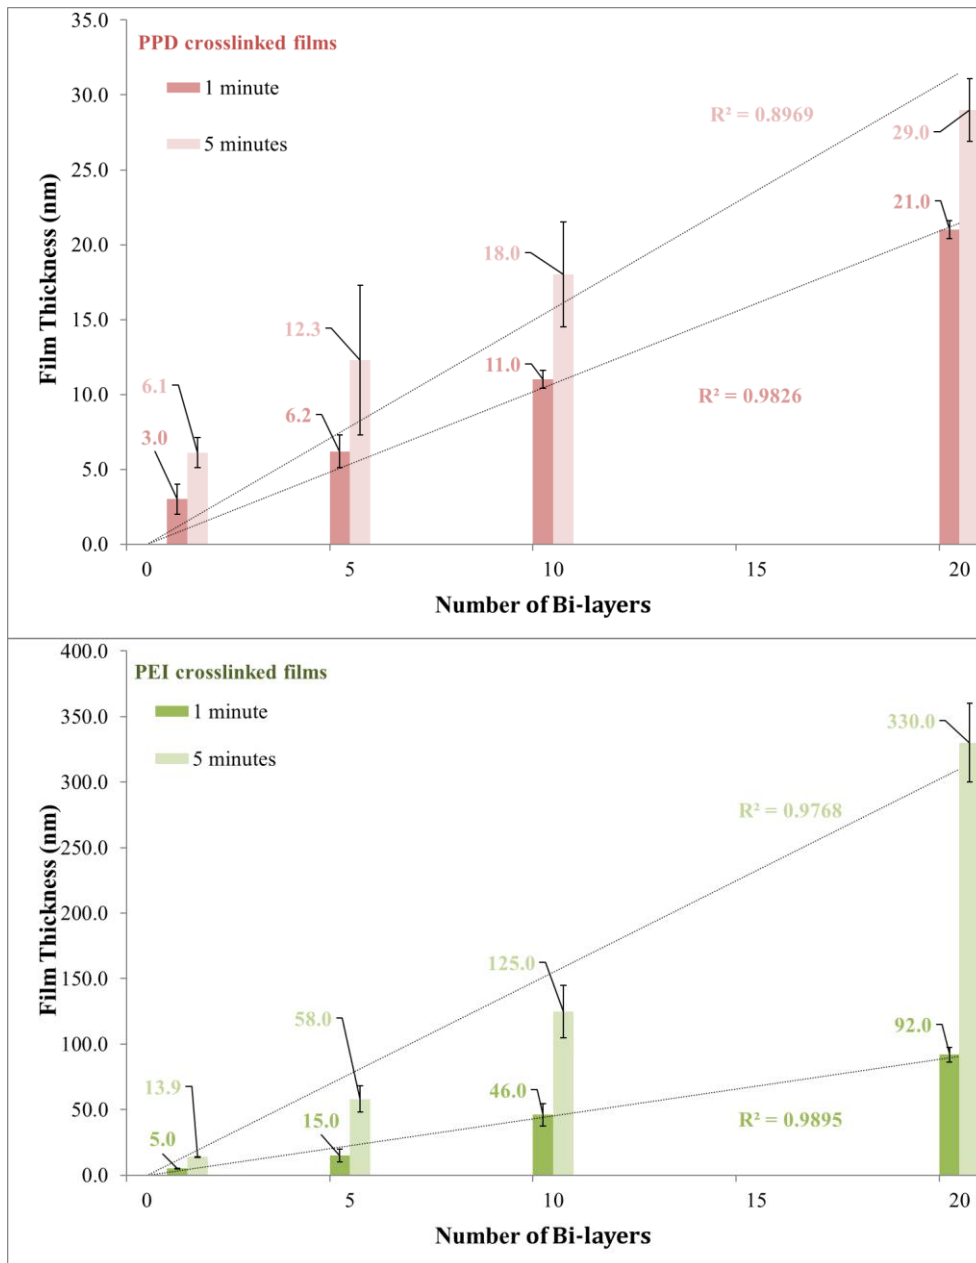 35.0
PPD crosslinked films
1 minute
5 minutes
30.0
R² = 0.8969
29.0
25.0
21.0
20.0
18.0
15.0
12.3
11.0
10.0
R² = 0.9826
6.1
6.2
3.0
5.0
0.0
Film Thickness (nm)
0 5 10 15 20
Number of Bi-layers
400.0
PEI crosslinked films
1 minute
5 minutes
350.0
330.0
300.0
R² = 0.9768
250.0
200.0
150.0
125.0
100.0
92.0
58.0
13.9
46.0
50.0
R² = 0.9895
15.0
5.0
0.0
Film Thickness (nm)
0 5 10 15 20
Number of Bi-layers